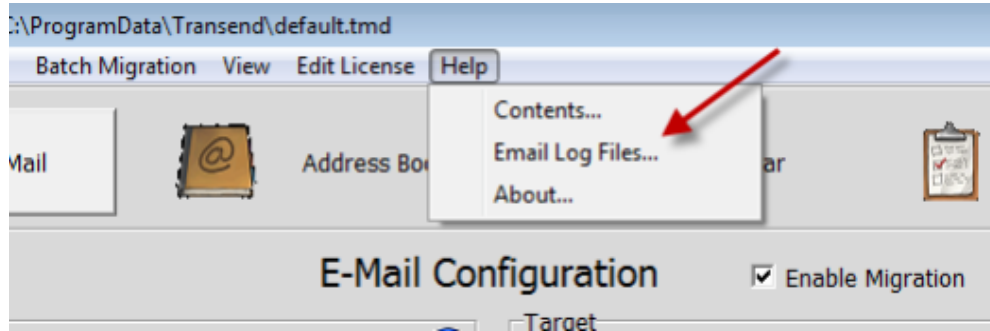 :\ProgramData\Transend\default.tmd
Batch Migration View Edit License Help
Contents...
Email Log Files...
About...
Mail Address Boo ar
E-Mail Configuration Enable Migration
Target